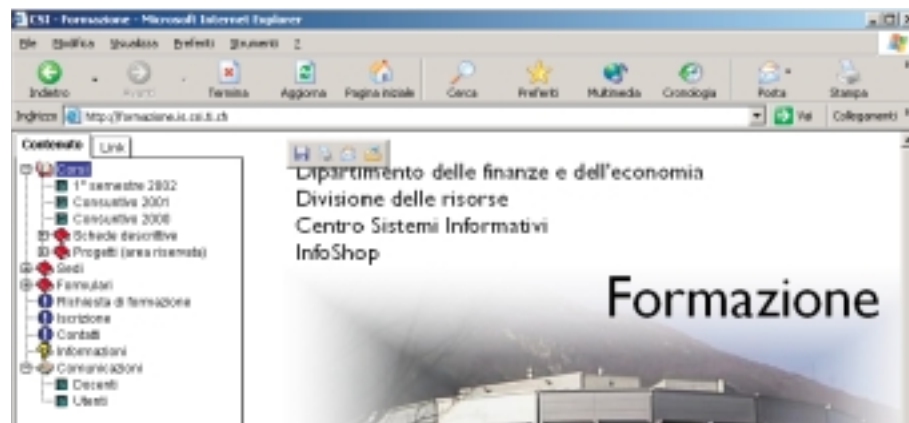 CSI - Formazione - Microsoft Internet Explorer
File Modifica Visualizza Preferiti Strumenti ?
Indietro Avanti Termina Aggiorna Pagina iniziale Cerca Preferiti Multimedia Cronologia Posta Stampa
Indirizzo http://formazione.is.csi.ti.ch Vai Collegamenti
Contenuto Link
Corsi
1° semestre 2002
Consuntivo 2001
Consuntivo 2000
Schede descrittive
Progetti (area riservata)
Sedi
Formulari
Richiesta di formazione
Iscrizione
Contatti
Informazioni
Comunicazioni
Docenti
Utenti
Dipartimento delle finanze e dell'economia
Divisione delle risorse
Centro Sistemi Informativi
InfoShop
Formazione